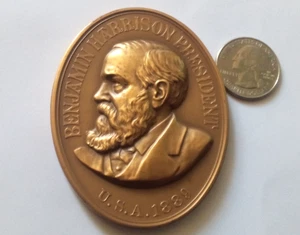 BENJAMIN HARRISON PRESIDENT
U.S.A. 1889